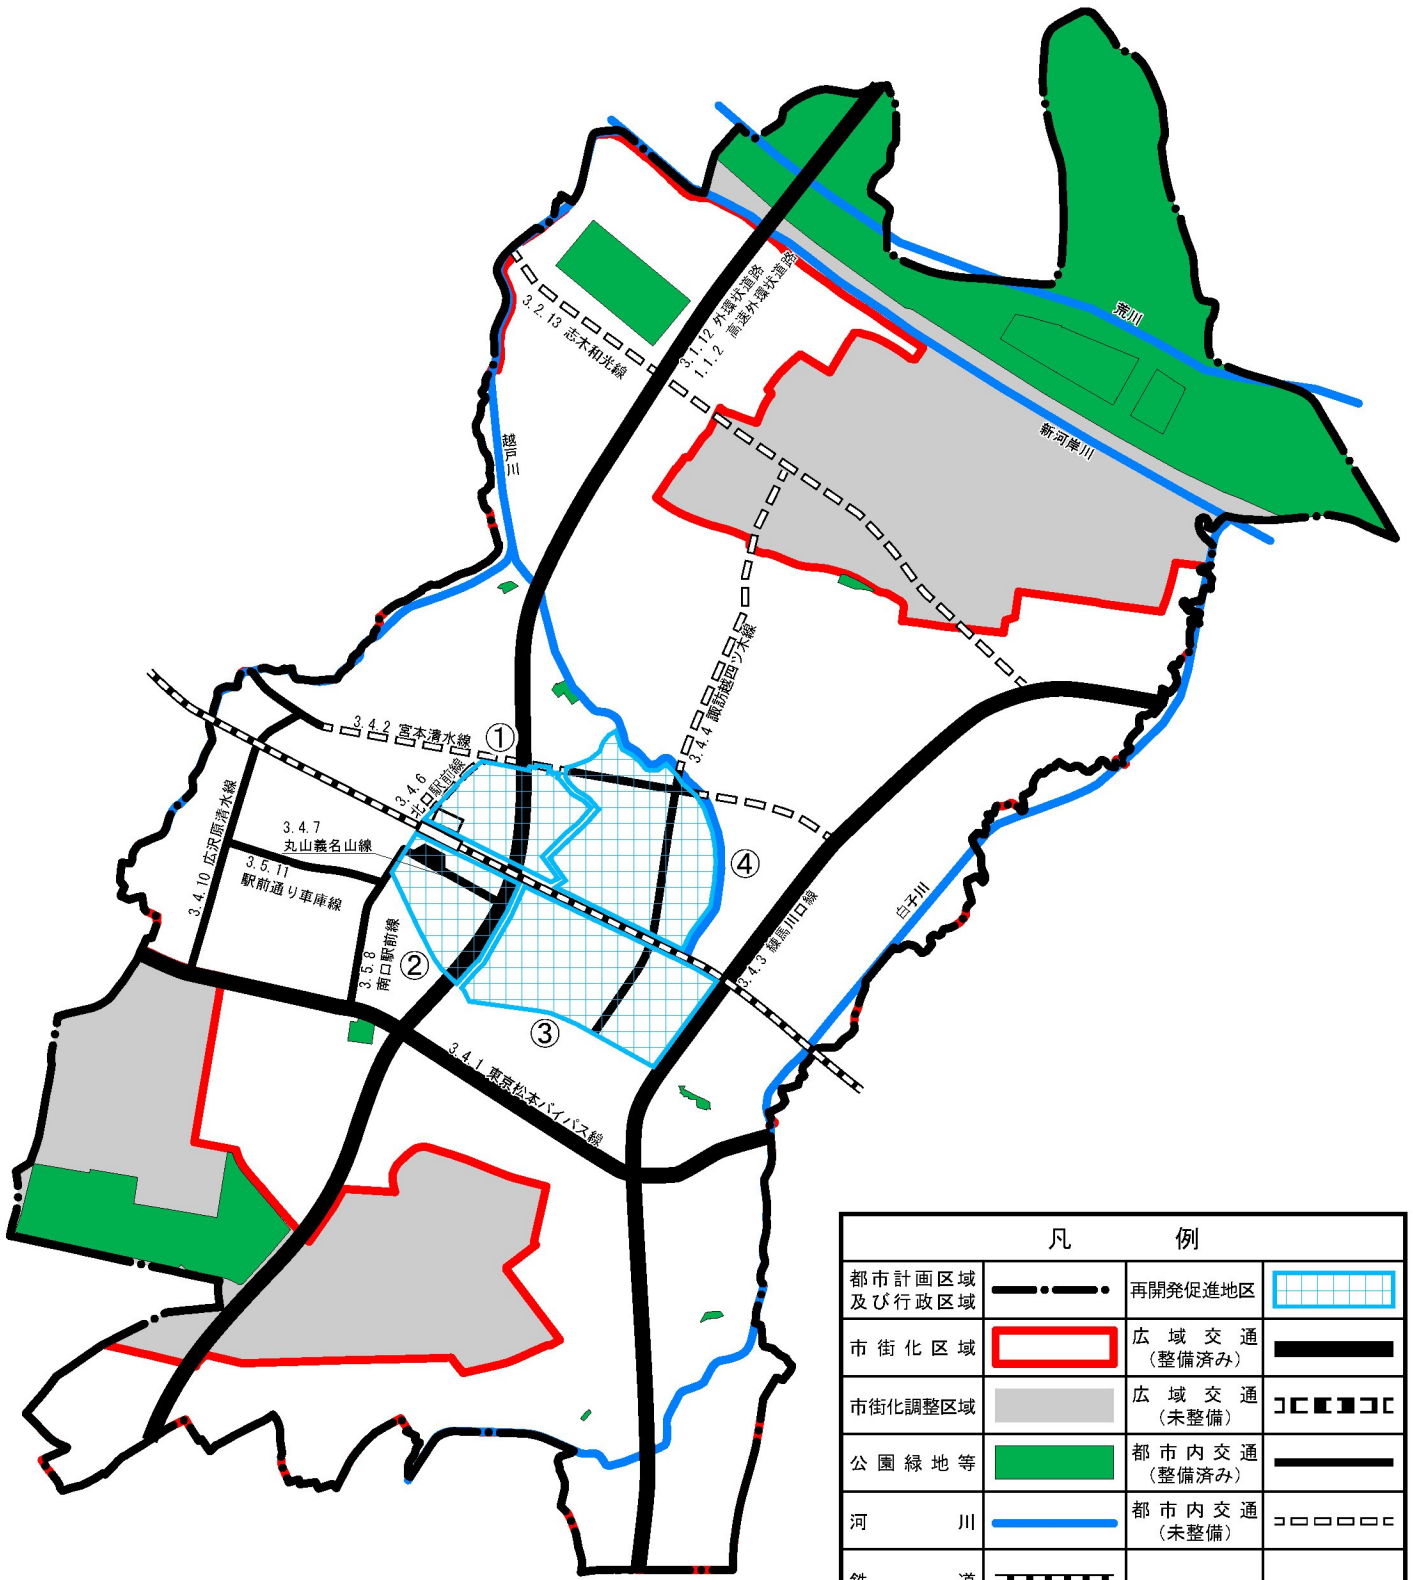 荒川
3.1.12 外環状道路
1.1.2 高速外環状道路
3.2.13 志木和光線
新河岸川
越戸川
3.4.4 諏訪越四ツ木線
3.4.2 宮本清水線
①
3.4.6
北口駅前線
3.4.7
丸山義名山線
3.4.10 広沢原清水線
3.5.11
駅前通り車庫線
④
3.4.3 練馬川口線
白子川
3.5.8
南口駅前線
②
③
3.4.1 東京松本バイパス線
凡 例
都市計画区域
及び行政区域
再開発促進地区
市街化区域
広域交通
(整備済み)
市街化調整区域
広域交通
(未整備)
公園緑地等
都市内交通
(整備済み)
河 川
都市内交通
(未整備)
鉄 道